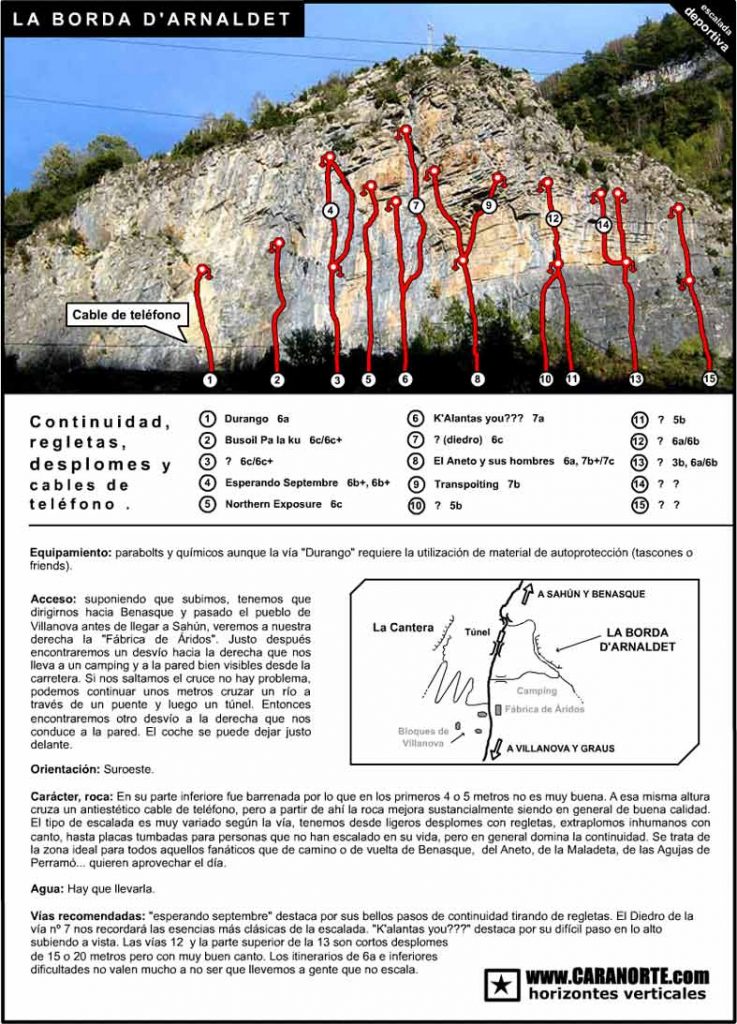 LA BORDA D'ARNALDET
escalada
deportiva
4
7
9
12
14
Cable de teléfono
1
2
3
5
6
8
10
11
13
15
Continuidad,
regletas,
desplomes y
cables de
teléfono .
1 Durango 6a
2 Busoil Pa la ku 6c/6c+
3 ? 6c/6c+
4 Esperando Septembre 6b+, 6b+
5 Northern Exposure 6c
6 K'Alantas you??? 7a
7 ? (diedro) 6c
8 El Aneto y sus hombres 6a, 7b+/7c
9 Transpoiting 7b
10 ? 5b
11 ? 5b
12 ? 6a/6b
13 ? 3b, 6a/6b
14 ? ?
15 ? ?
Equipamiento: parabolts y químicos aunque la vía "Durango" requiere la utilización de material de autoprotección (tascones o
friends).
Acceso: suponiendo que subimos, tenemos que
dirigirnos hacia Benasque y pasado el pueblo de
Villanova antes de llegar a Sahún, veremos a nuestra
derecha la "Fábrica de Áridos". Justo después
encontraremos un desvío hacia la derecha que nos
lleva a un camping y a la pared bien visibles desde la
carretera. Si nos saltamos el cruce no hay problema,
podemos continuar unos metros cruzar un río a
través de un puente y luego un túnel. Entonces
encontraremos otro desvío a la derecha que nos
conduce a la pared. El coche se puede dejar justo
delante.
A SAHÚN Y BENASQUE
La Cantera
Túnel
LA BORDA
D'ARNALDET
Camping
Fábrica de Áridos
Bloques de
Villanova
A VILLANOVA Y GRAUS
Orientación: Suroeste.
Carácter, roca: En su parte inferiore fue barrenada por lo que en los primeros 4 o 5 metros no es muy buena. A esa misma altura
cruza un antiestético cable de teléfono, pero a partir de ahí la roca mejora sustancialmente siendo en general de buena calidad.
El tipo de escalada es muy variado según la vía, tenemos desde ligeros desplomes con regletas, extraplomos inhumanos con
canto, hasta placas tumbadas para personas que no han escalado en su vida, pero en general domina la continuidad. Se trata de
la zona ideal para todos aquellos fanáticos que de camino o de vuelta de Benasque, del Aneto, de la Maladeta, de las Agujas de
Perramó... quieren aprovechar el día.
Agua: Hay que llevarla.
Vías recomendadas: "esperando septembre" destaca por sus bellos pasos de continuidad tirando de regletas. El Diedro de la
vía nº 7 nos recordará las esencias más clásicas de la escalada. "K'alantas you???" destaca por su difícil paso en lo alto
subiendo a vista. Las vías 12 y la parte superior de la 13 son cortos desplomes
de 15 o 20 metros pero con muy buen canto. Los itinerarios de 6a e inferiores
dificultades no valen mucho a no ser que llevemos a gente que no escala.
www.CARANORTE.com
horizontes verticales